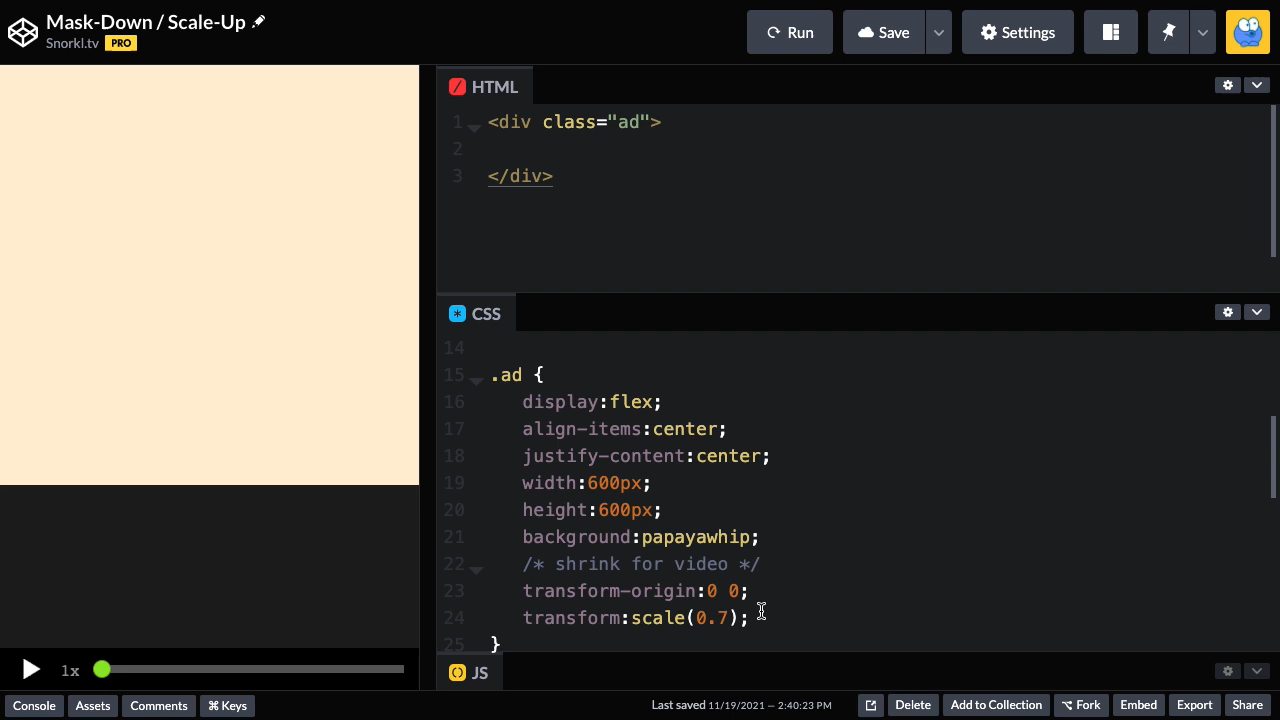 Mask-Down / Scale-Up
Snorkl.tv PRO
Run
Save
Settings
HTML
1 <div class="ad">
2
3 </div>
CSS
14
15 .ad {
16 display:flex;
17 align-items:center;
18 justify-content:center;
19 width:600px;
20 height:600px;
21 background:papayawhip;
22 /* shrink for video */
23 transform-origin:0 0;
24 transform:scale(0.7);
25 }
JS
1x
Console
Assets
Comments
⌘ Keys
Last saved 11/19/2021 — 2:40:23 PM
Delete
Add to Collection
⌥ Fork
Embed
Export
Share